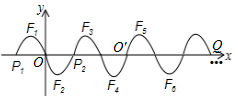 y
F₁ F₃ F₅
P₁ O P₂ O′ Q x
F₂ F₄ F₆
...